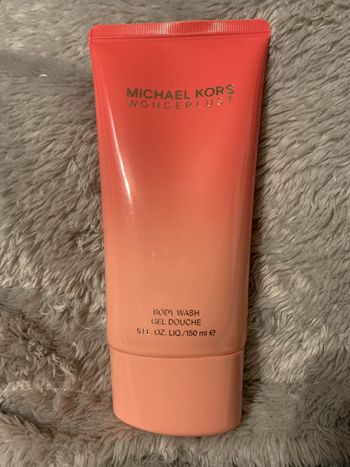 MICHAEL KORS
WONDERLUST
BODY WASH
GEL DOUCHE
5 FL. OZ. LIQ./150 ml ℮